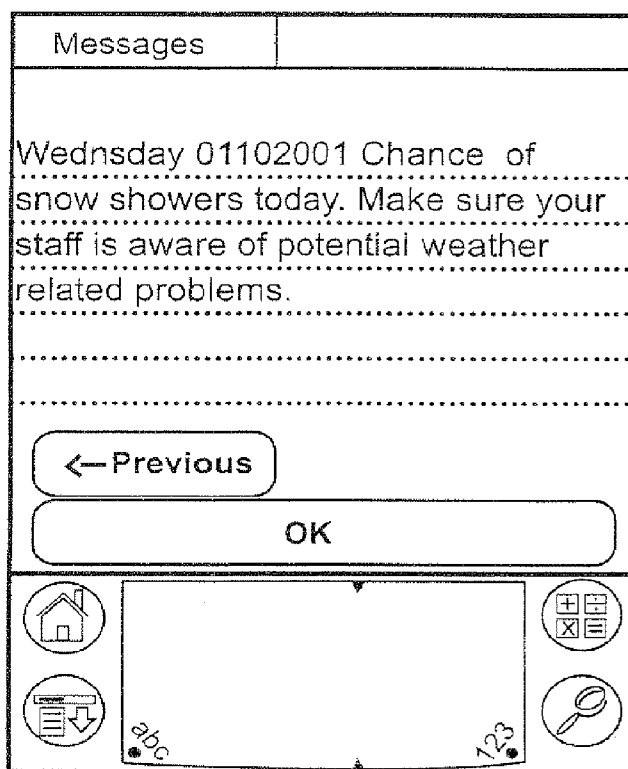 Messages
Wednsday 01102001 Chance of
snow showers today. Make sure your
staff is aware of potential weather
related problems.
←Previous
OK
abc
123